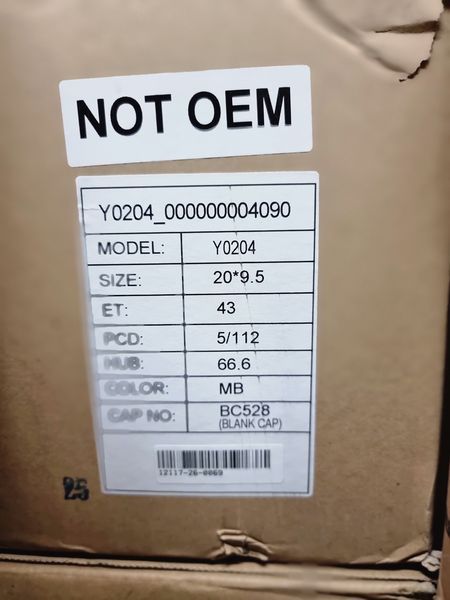 NOT OEM
Y0204_000000004090
MODEL: Y0204
SIZE: 20*9.5
ET: 43
PCD: 5/112
HUB: 66.6
COLOR: MB
CAP NO: BC528
(BLANK CAP)
12117-26-0069
25